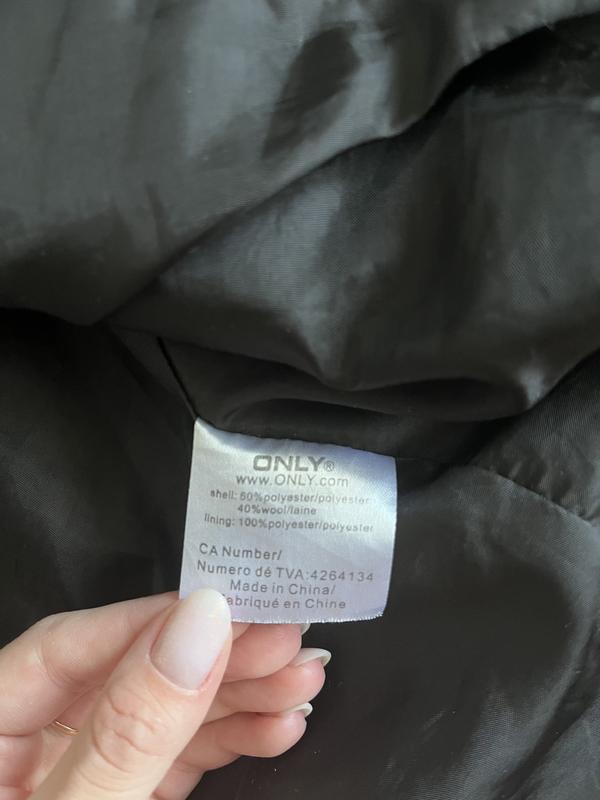 ONLY®
www.ONLY.com
shell: 60%polyester/polyester
40%wool/laine
lining: 100%polyester/polyester
CA Number/
Numero dé TVA:4264134
Made in China/
Fabriqué en Chine